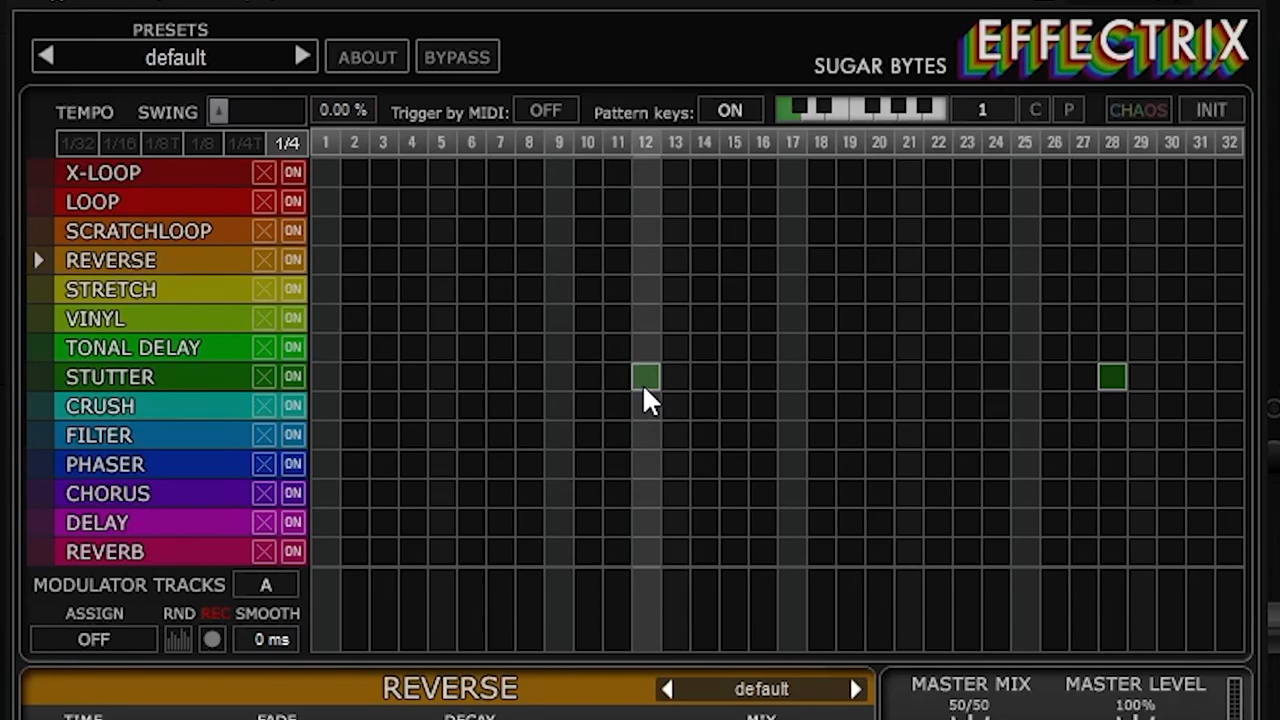 PRESETS
default
ABOUT
BYPASS
SUGAR BYTES
EFFECTRIX
TEMPO
SWING
0.00 %
Trigger by MIDI:
OFF
Pattern keys:
ON
1
C
P
CHAOS
INIT
1/32 1/16 1/8T 1/8 1/4T 1/4
1 2 3 4 5 6 7 8 9 10 11 12 13 14 15 16 17 18 19 20 21 22 23 24 25 26 27 28 29 30 31 32
X-LOOP ON
LOOP ON
SCRATCHLOOP ON
REVERSE ON
STRETCH ON
VINYL ON
TONAL DELAY ON
STUTTER ON
CRUSH ON
FILTER ON
PHASER ON
CHORUS ON
DELAY ON
REVERB ON
MODULATOR TRACKS A
ASSIGN RND REC SMOOTH
OFF 0 ms
REVERSE
default
MASTER MIX MASTER LEVEL
50/50 100%
TIME FADE DECAY MIX